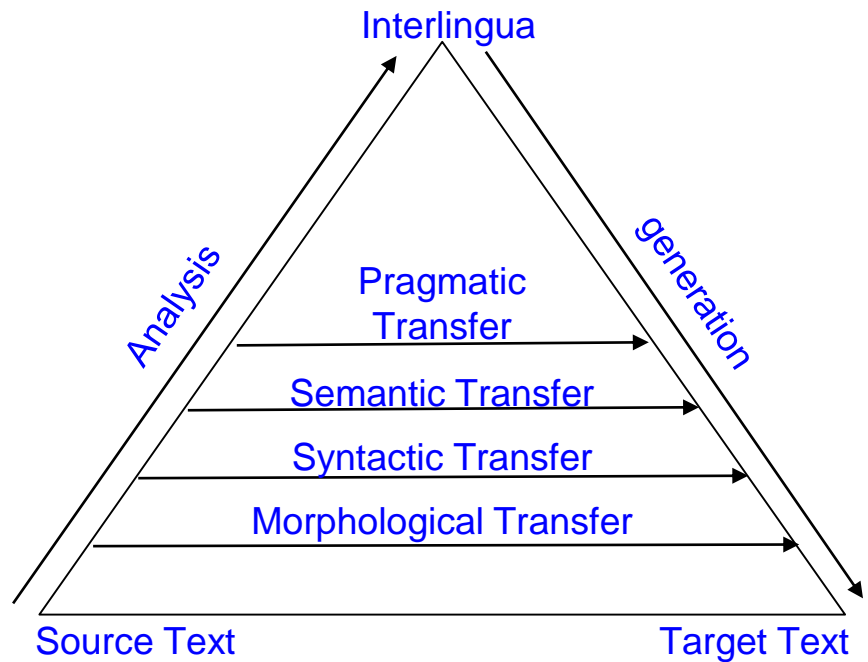 Interlingua
Analysis
generation
Pragmatic
Transfer
Semantic Transfer
Syntactic Transfer
Morphological Transfer
Source Text
Target Text